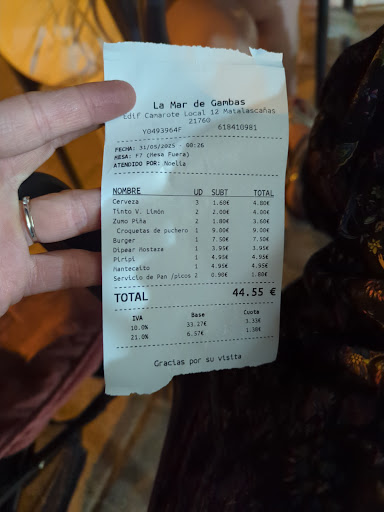 La Mar de Gambas
Edif Camarote Local 12 Matalascañas
21760
Y0493964F 618410981
FECHA: 31/05/2025 - 00:26
MESA: F7 (Mesa Fuera)
ATENDIDO POR: Noelia
NOMBRE UD SUBT TOTAL
Cerveza 3 1.60€ 4.80€
Tinto V. Limón 2 2.00€ 4.00€
Zumo Piña 2 1.80€ 3.60€
Croquetas de puchero 1 9.00€ 9.00€
Burger 1 7.50€ 7.50€
Dipear Mostaza 1 3.95€ 3.95€
Piripi 1 4.95€ 4.95€
Mantecaito 1 4.95€ 4.95€
Servicio de Pan /picos 2 0.90€ 1.80€
TOTAL 44.55 €
IVA Base Cuota
10.0% 33.27€ 3.33€
21.0% 6.57€ 1.38€
Gracias por su visita